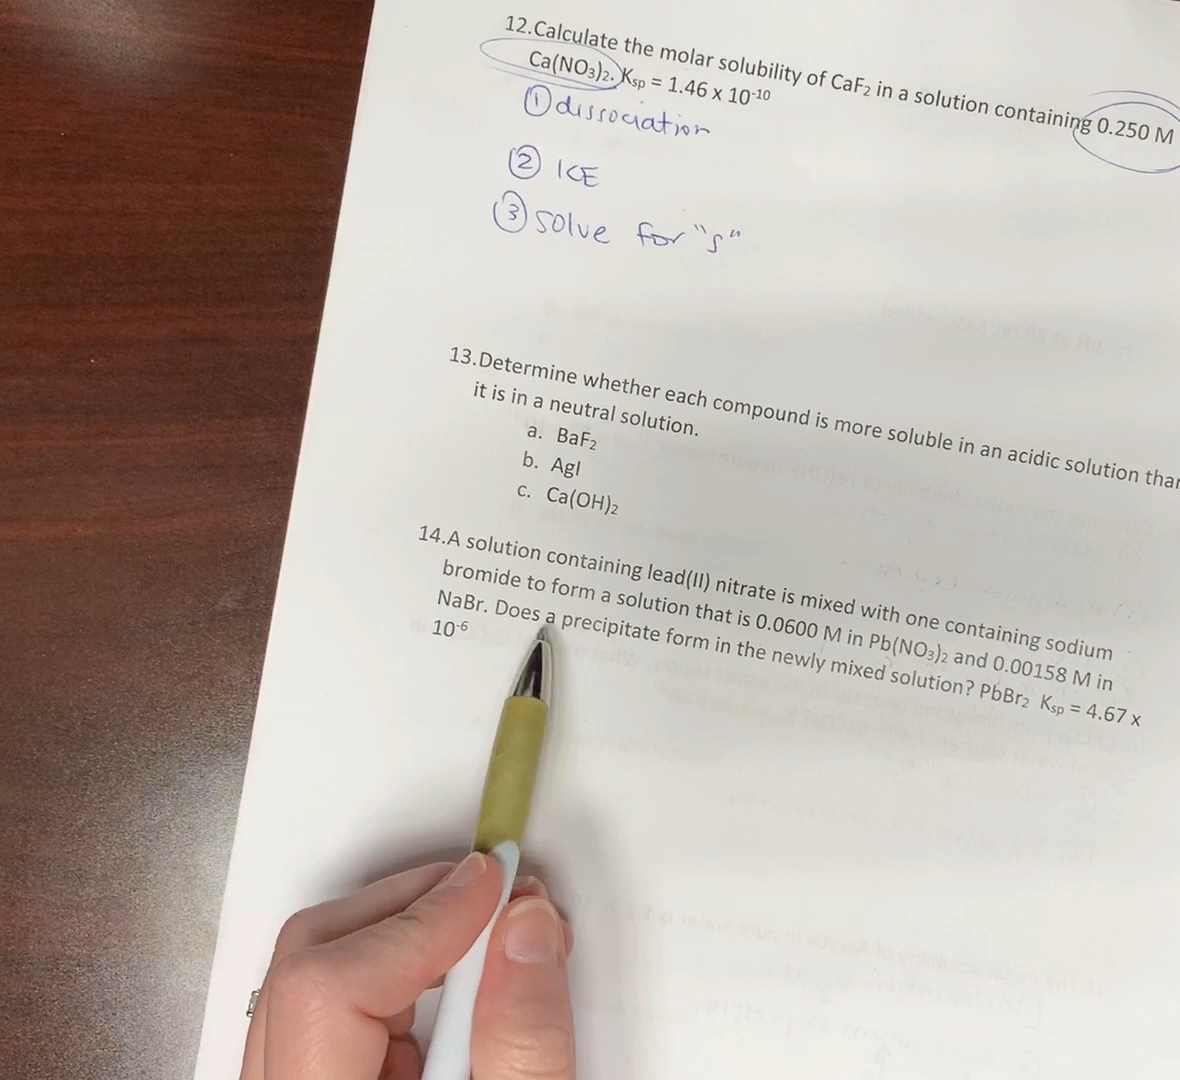 12.Calculate the molar solubility of CaF₂ in a solution containing 0.250 M
Ca(NO₃)₂. Ksp = 1.46 x 10⁻¹⁰
① dissociation
② ICE
③ solve for "s"
13.Determine whether each compound is more soluble in an acidic solution than
it is in a neutral solution.
a. BaF₂
b. AgI
c. Ca(OH)₂
14.A solution containing lead(II) nitrate is mixed with one containing sodium
bromide to form a solution that is 0.0600 M in Pb(NO₃)₂ and 0.00158 M in
NaBr. Does a precipitate form in the newly mixed solution? PbBr₂ Ksp = 4.67 x
10⁻⁶